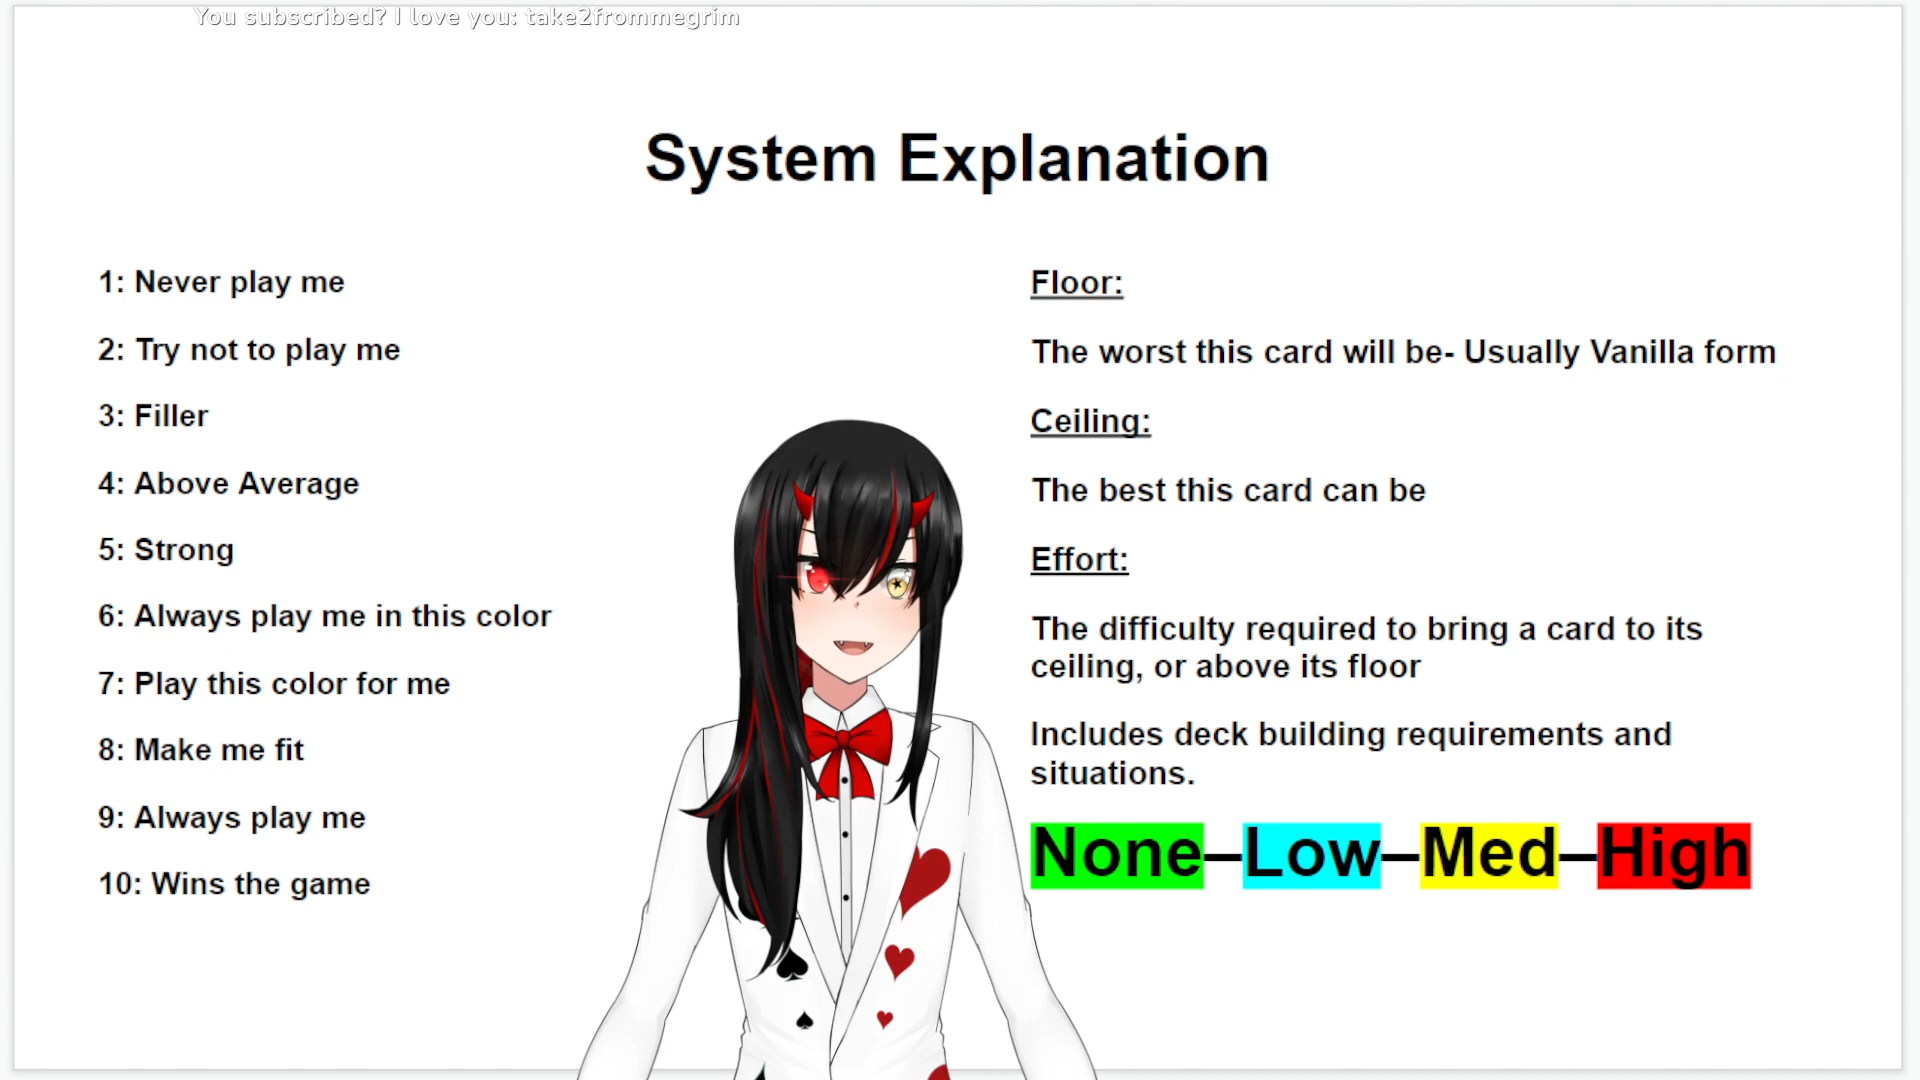 You subscribed? I love you: take2frommegrim
System Explanation
1: Never play me
2: Try not to play me
3: Filler
4: Above Average
5: Strong
6: Always play me in this color
7: Play this color for me
8: Make me fit
9: Always play me
10: Wins the game
Floor:
The worst this card will be- Usually Vanilla form
Ceiling:
The best this card can be
Effort:
The difficulty required to bring a card to its
ceiling, or above its floor
Includes deck building requirements and
situations.
None–Low–Med–High